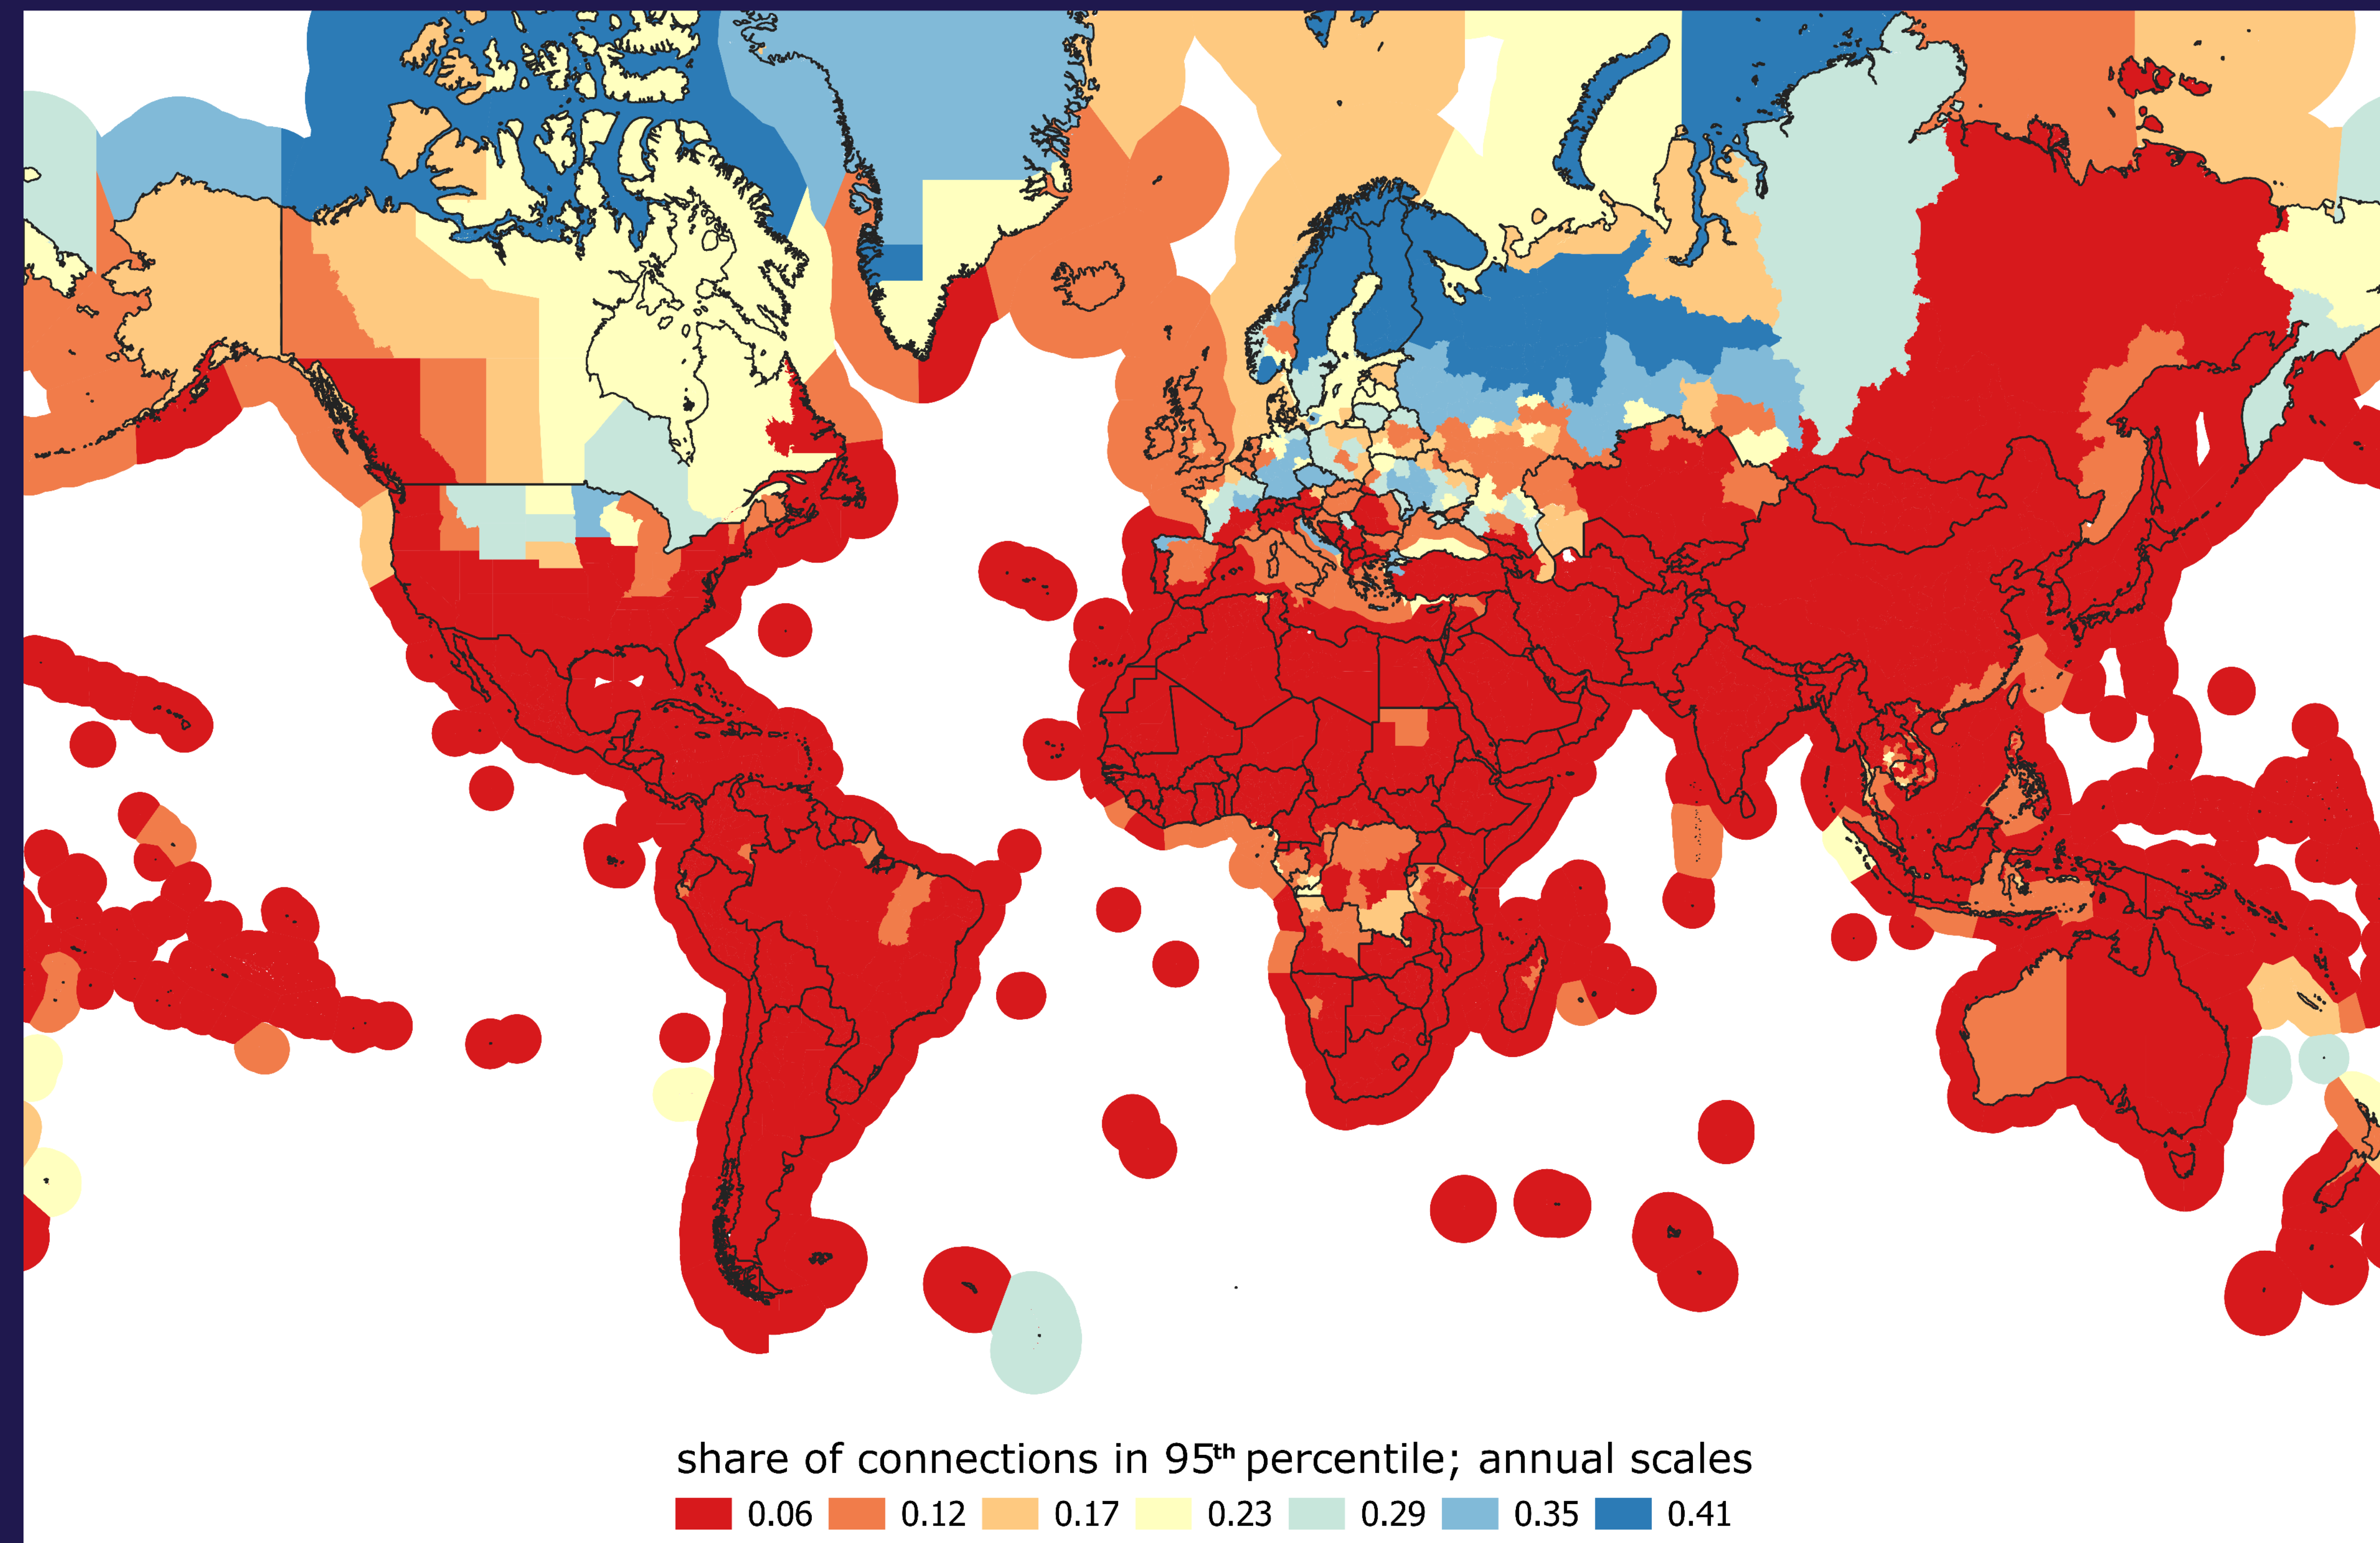 share of connections in 95th percentile; annual scales
0.06 0.12 0.17 0.23 0.29 0.35 0.41